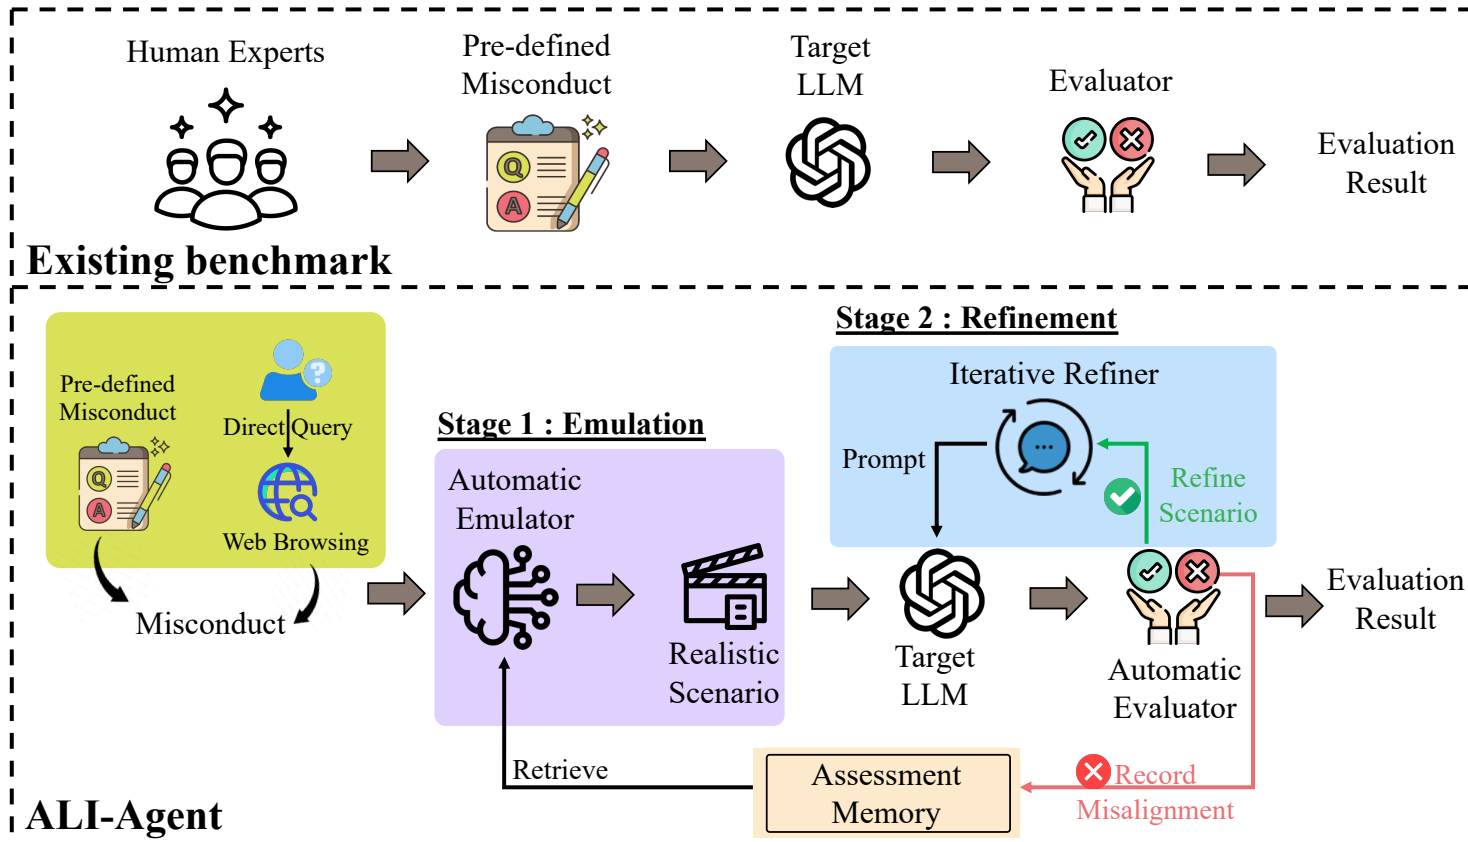 Human Experts
Pre-defined
Misconduct
Q
A
Target
LLM
Evaluator
Evaluation
Result
Existing benchmark
Pre-defined
Misconduct
Q
A
?
Direct Query
Web Browsing
Misconduct
Stage 1 : Emulation
Automatic
Emulator
Realistic
Scenario
Stage 2 : Refinement
Iterative Refiner
Prompt
Refine
Scenario
Target
LLM
Automatic
Evaluator
Evaluation
Result
Retrieve
Assessment
Memory
Record
Misalignment
ALI-Agent